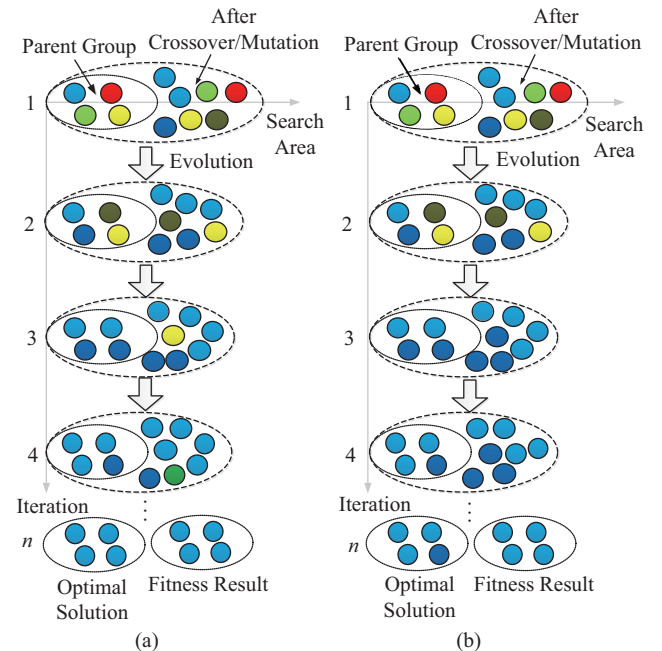 After
Crossover/Mutation
Parent Group
1
Search
Area
Evolution
2
3
4
Iteration
n
Optimal
Solution
Fitness Result
(a)
After
Crossover/Mutation
Parent Group
1
Search
Area
Evolution
2
3
4
Iteration
n
Optimal
Solution
Fitness Result
(b)